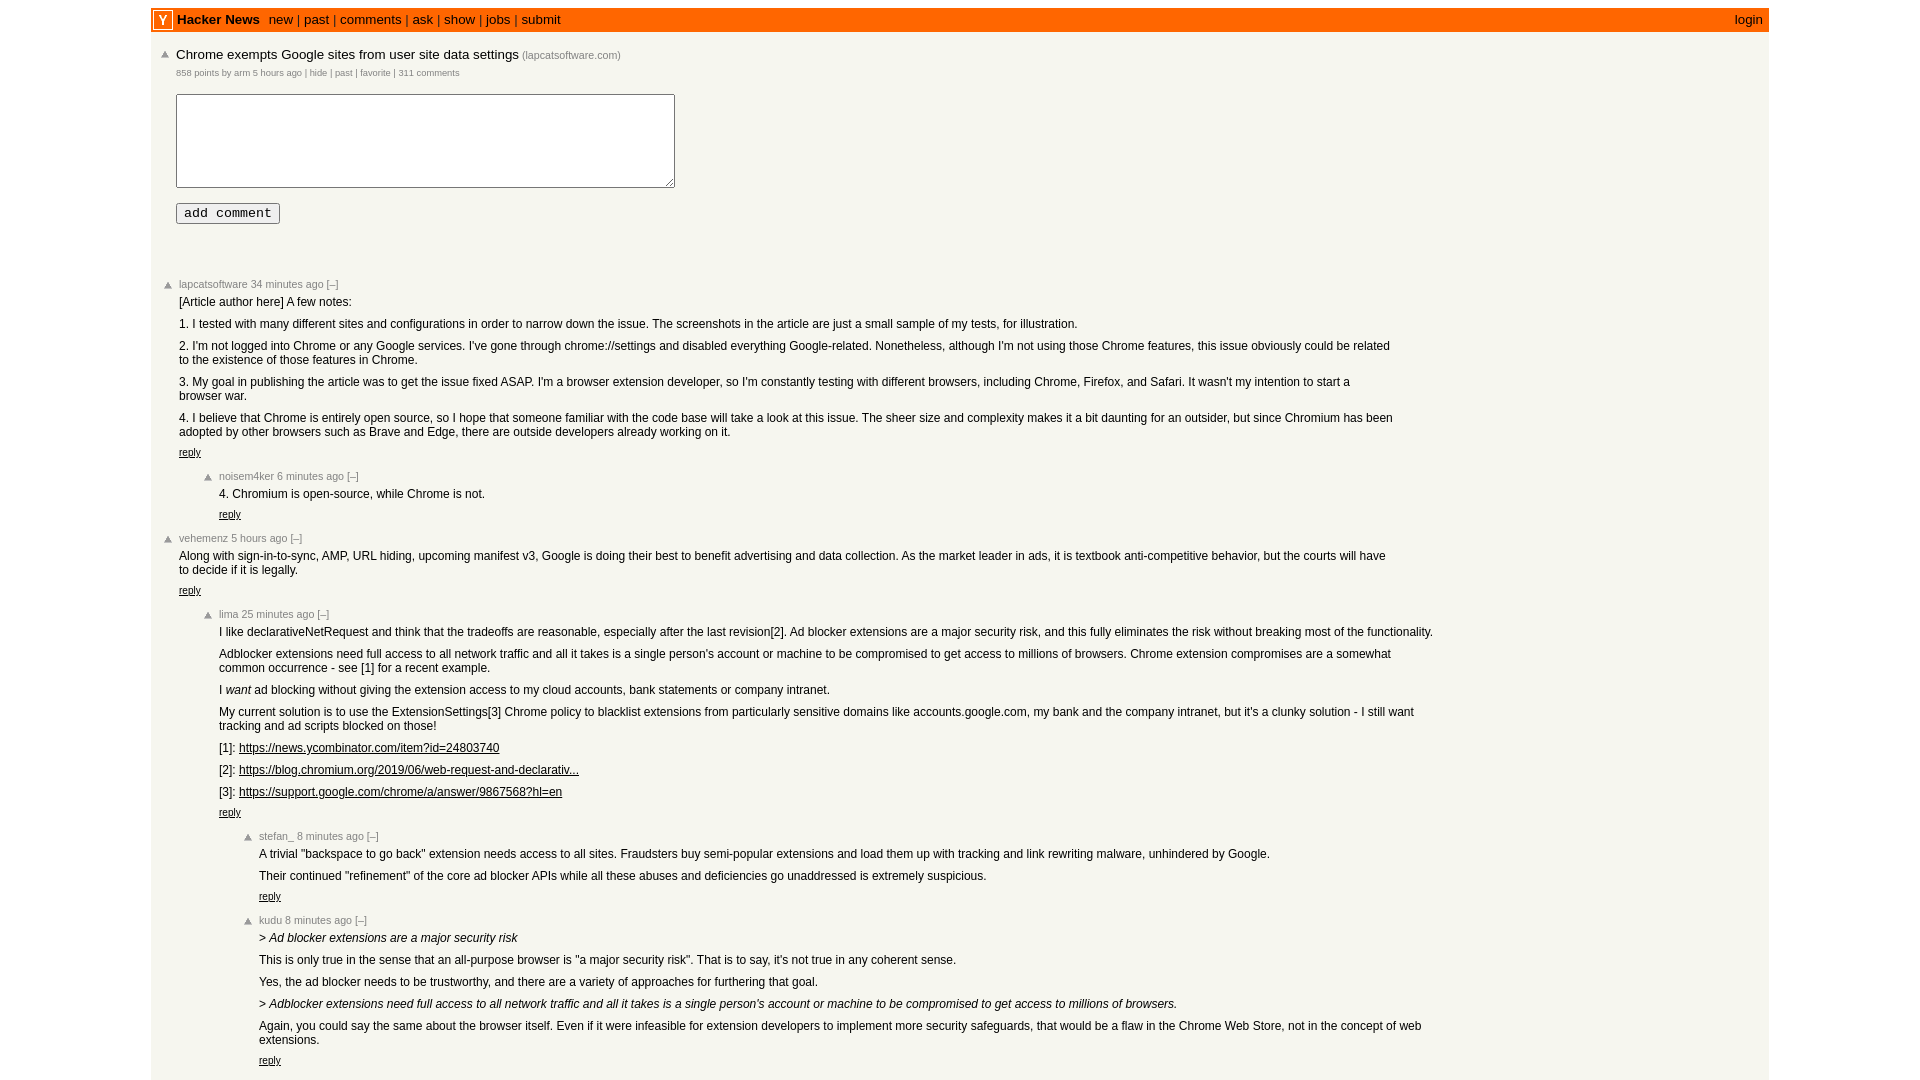 Y Hacker News new | past | comments | ask | show | jobs | submit login
Chrome exempts Google sites from user site data settings (lapcatsoftware.com)
858 points by arm 5 hours ago | hide | past | favorite | 311 comments
add comment
lapcatsoftware 34 minutes ago [–]
[Article author here] A few notes:
1. I tested with many different sites and configurations in order to narrow down the issue. The screenshots in the article are just a small sample of my tests, for illustration.
2. I'm not logged into Chrome or any Google services. I've gone through chrome://settings and disabled everything Google-related. Nonetheless, although I'm not using those Chrome features, this issue obviously could be related
to the existence of those features in Chrome.
3. My goal in publishing the article was to get the issue fixed ASAP. I'm a browser extension developer, so I'm constantly testing with different browsers, including Chrome, Firefox, and Safari. It wasn't my intention to start a
browser war.
4. I believe that Chrome is entirely open source, so I hope that someone familiar with the code base will take a look at this issue. The sheer size and complexity makes it a bit daunting for an outsider, but since Chromium has been
adopted by other browsers such as Brave and Edge, there are outside developers already working on it.
reply
noisem4ker 6 minutes ago [–]
4. Chromium is open-source, while Chrome is not.
reply
vehemenz 5 hours ago [–]
Along with sign-in-to-sync, AMP, URL hiding, upcoming manifest v3, Google is doing their best to benefit advertising and data collection. As the market leader in ads, it is textbook anti-competitive behavior, but the courts will have
to decide if it is legally.
reply
lima 25 minutes ago [–]
I like declarativeNetRequest and think that the tradeoffs are reasonable, especially after the last revision[2]. Ad blocker extensions are a major security risk, and this fully eliminates the risk without breaking most of the functionality.
Adblocker extensions need full access to all network traffic and all it takes is a single person's account or machine to be compromised to get access to millions of browsers. Chrome extension compromises are a somewhat
common occurrence - see [1] for a recent example.
I want ad blocking without giving the extension access to my cloud accounts, bank statements or company intranet.
My current solution is to use the ExtensionSettings[3] Chrome policy to blacklist extensions from particularly sensitive domains like accounts.google.com, my bank and the company intranet, but it's a clunky solution - I still want
tracking and ad scripts blocked on those!
[1]: https://news.ycombinator.com/item?id=24803740
[2]: https://blog.chromium.org/2019/06/web-request-and-declarativ...
[3]: https://support.google.com/chrome/a/answer/9867568?hl=en
reply
stefan_ 8 minutes ago [–]
A trivial "backspace to go back" extension needs access to all sites. Fraudsters buy semi-popular extensions and load them up with tracking and link rewriting malware, unhindered by Google.
Their continued "refinement" of the core ad blocker APIs while all these abuses and deficiencies go unaddressed is extremely suspicious.
reply
kudu 8 minutes ago [–]
> Ad blocker extensions are a major security risk
This is only true in the sense that an all-purpose browser is "a major security risk". That is to say, it's not true in any coherent sense.
Yes, the ad blocker needs to be trustworthy, and there are a variety of approaches for furthering that goal.
> Adblocker extensions need full access to all network traffic and all it takes is a single person's account or machine to be compromised to get access to millions of browsers.
Again, you could say the same about the browser itself. Even if it were infeasible for extension developers to implement more security safeguards, that would be a flaw in the Chrome Web Store, not in the concept of web
extensions.
reply